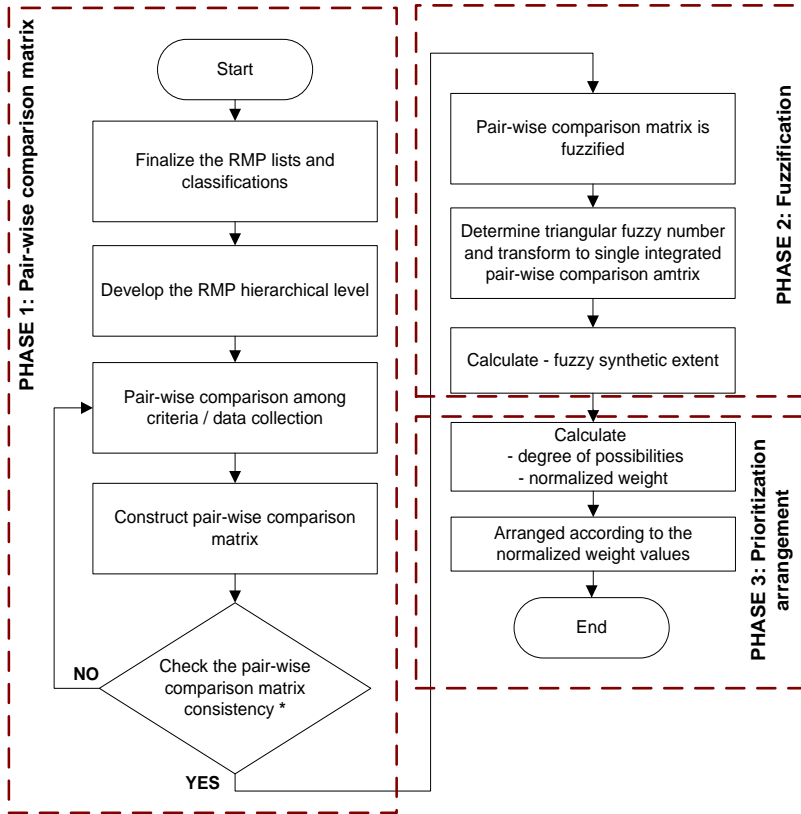 PHASE 1: Pair-wise comparison matrix
Start
Finalize the RMP lists and
classifications
Develop the RMP hierarchical level
Pair-wise comparison among
criteria / data collection
Construct pair-wise comparison
matrix
Check the pair-wise
comparison matrix
consistency *
NO
YES
PHASE 2: Fuzzification
Pair-wise comparison matrix is
fuzzified
Determine triangular fuzzy number
and transform to single integrated
pair-wise comparison amtrix
Calculate - fuzzy synthetic extent
PHASE 3: Prioritization
arrangement
Calculate
- degree of possibilities
- normalized weight
Arranged according to the
normalized weight values
End